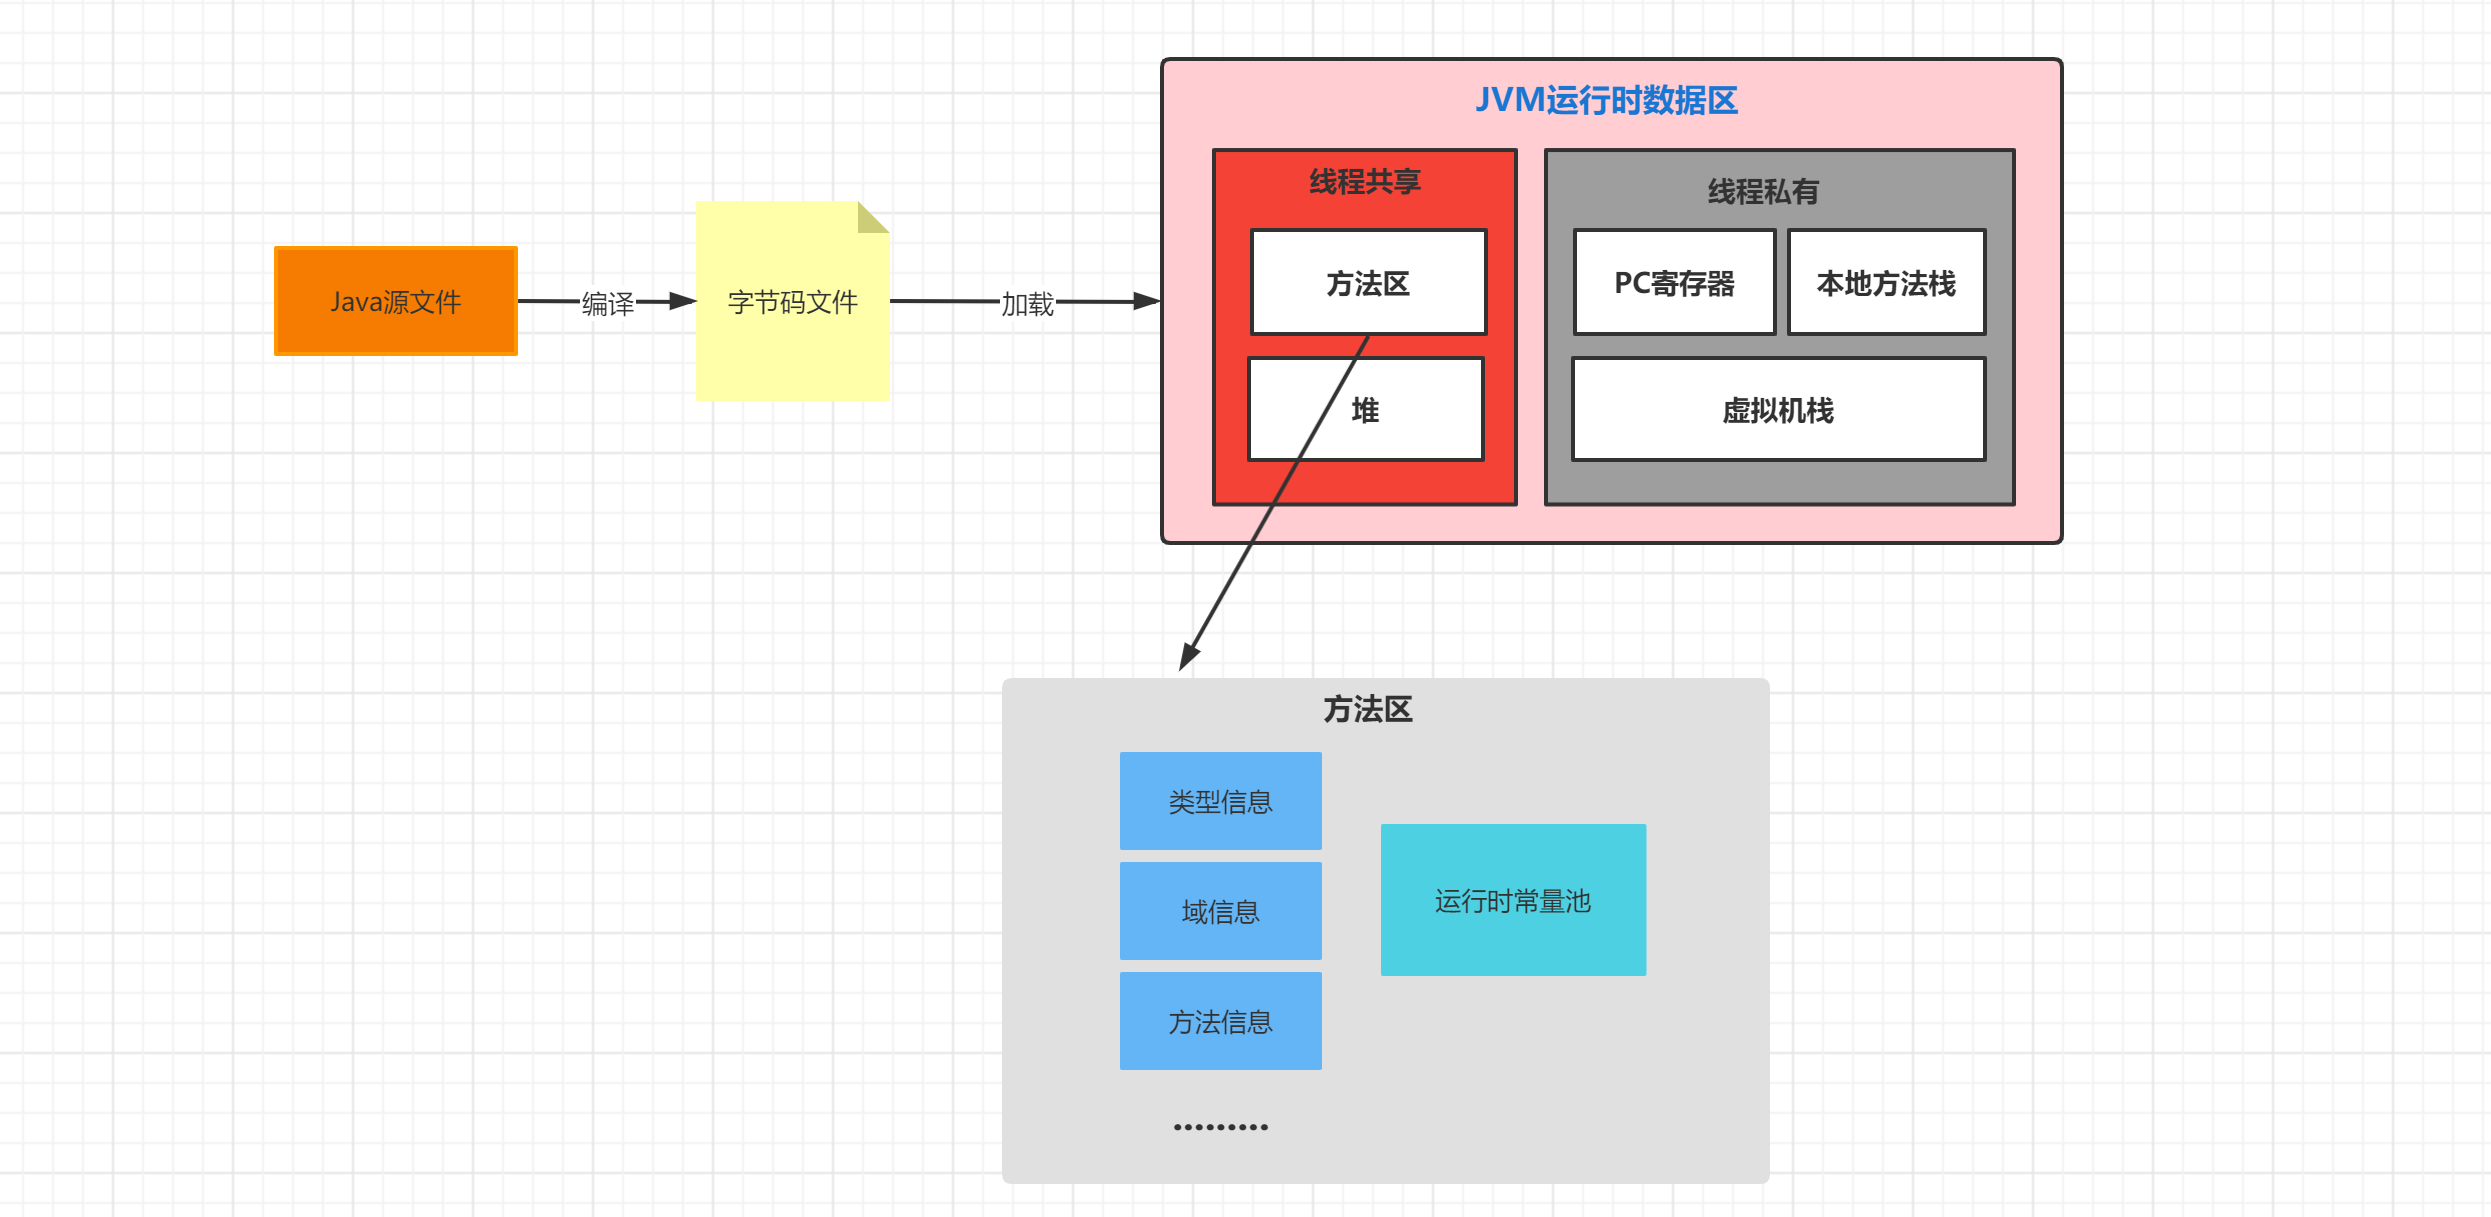 JVM运行时数据区
线程共享
线程私有
方法区
PC寄存器
本地方法栈
Java源文件
编译
字节码文件
加载
堆
虚拟机栈
方法区
类型信息
运行时常量池
域信息
方法信息
·········